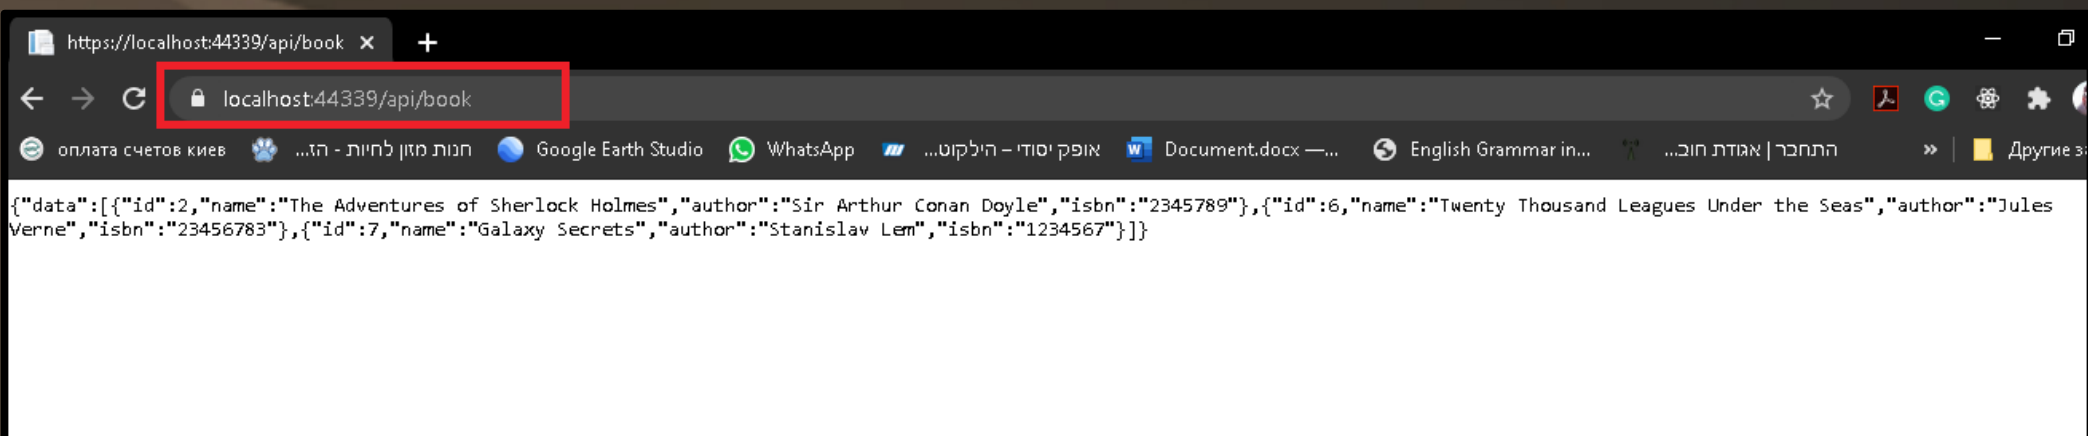 https://localhost:44339/api/book
localhost:44339/api/book
оплата счетов киев
חנות מזון לחיות - הז...
Google Earth Studio
WhatsApp
אופק יסודי – הילקוט...
Document.docx —...
English Grammar in...
התחבר | אגודת חוב...
Другие
{"data":[{"id":2,"name":"The Adventures of Sherlock Holmes","author":"Sir Arthur Conan Doyle","isbn":"2345789"},{"id":6,"name":"Twenty Thousand Leagues Under the Seas","author":"Jules
Verne","isbn":"23456783"},{"id":7,"name":"Galaxy Secrets","author":"Stanislav Lem","isbn":"1234567"}]}